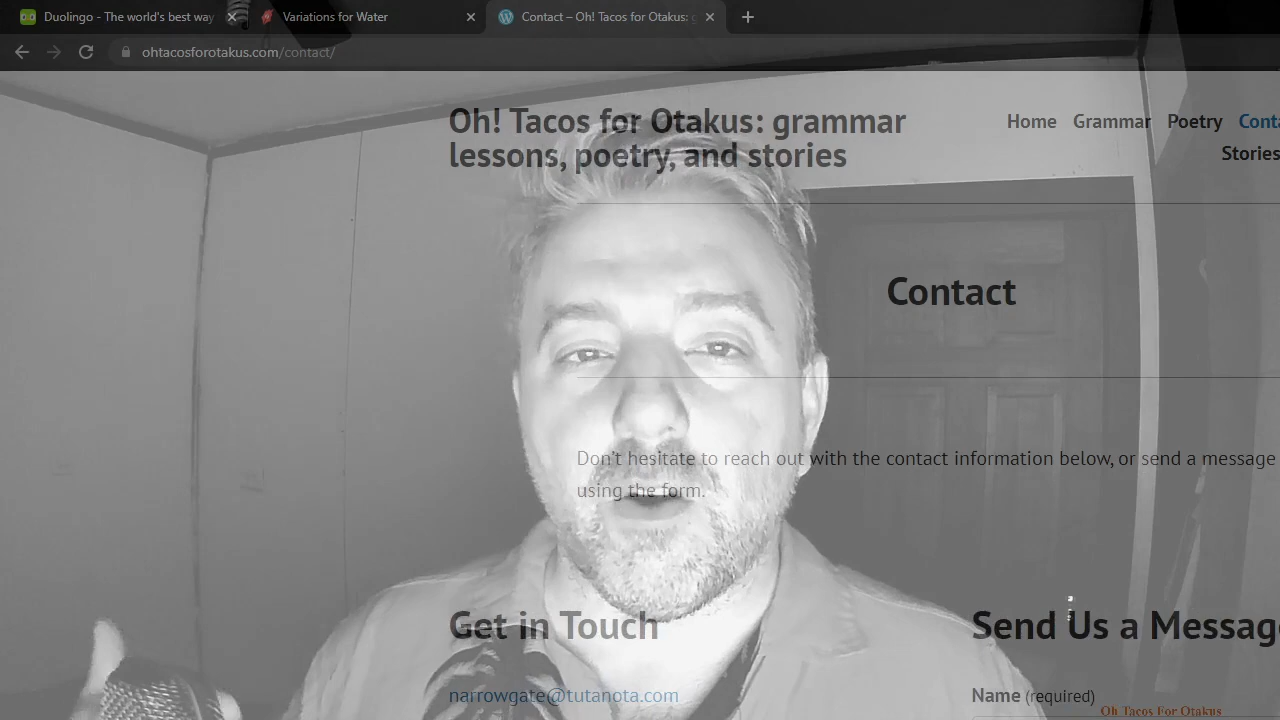 Duolingo - The world's best way
Variations for Water
Contact – Oh! Tacos for Otakus: g
ohtacosforotakus.com/contact/
Oh! Tacos for Otakus: grammar
lessons, poetry, and stories
Home Grammar Poetry Conta
Stories
Contact
Don't hesitate to reach out with the contact information below, or send a message
using the form.
Get in Touch
Send Us a Messag
narrowgate@tutanota.com
Name (required)
Oh Tacos For Otakus